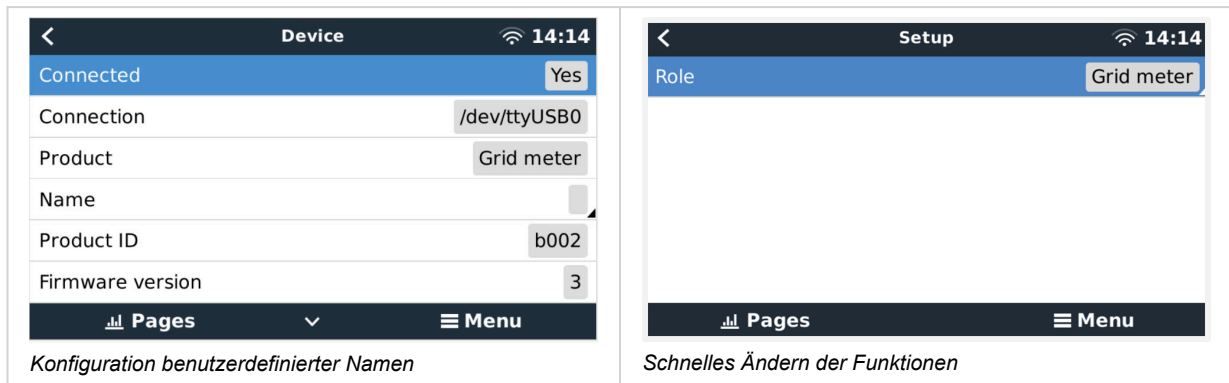 Device 14:14
Connected Yes
Connection /dev/ttyUSB0
Product Grid meter
Name
Product ID b002
Firmware version 3
Pages Menu
Konfiguration benutzerdefinierter Namen
Setup 14:14
Role Grid meter
Pages Menu
Schnelles Ändern der Funktionen